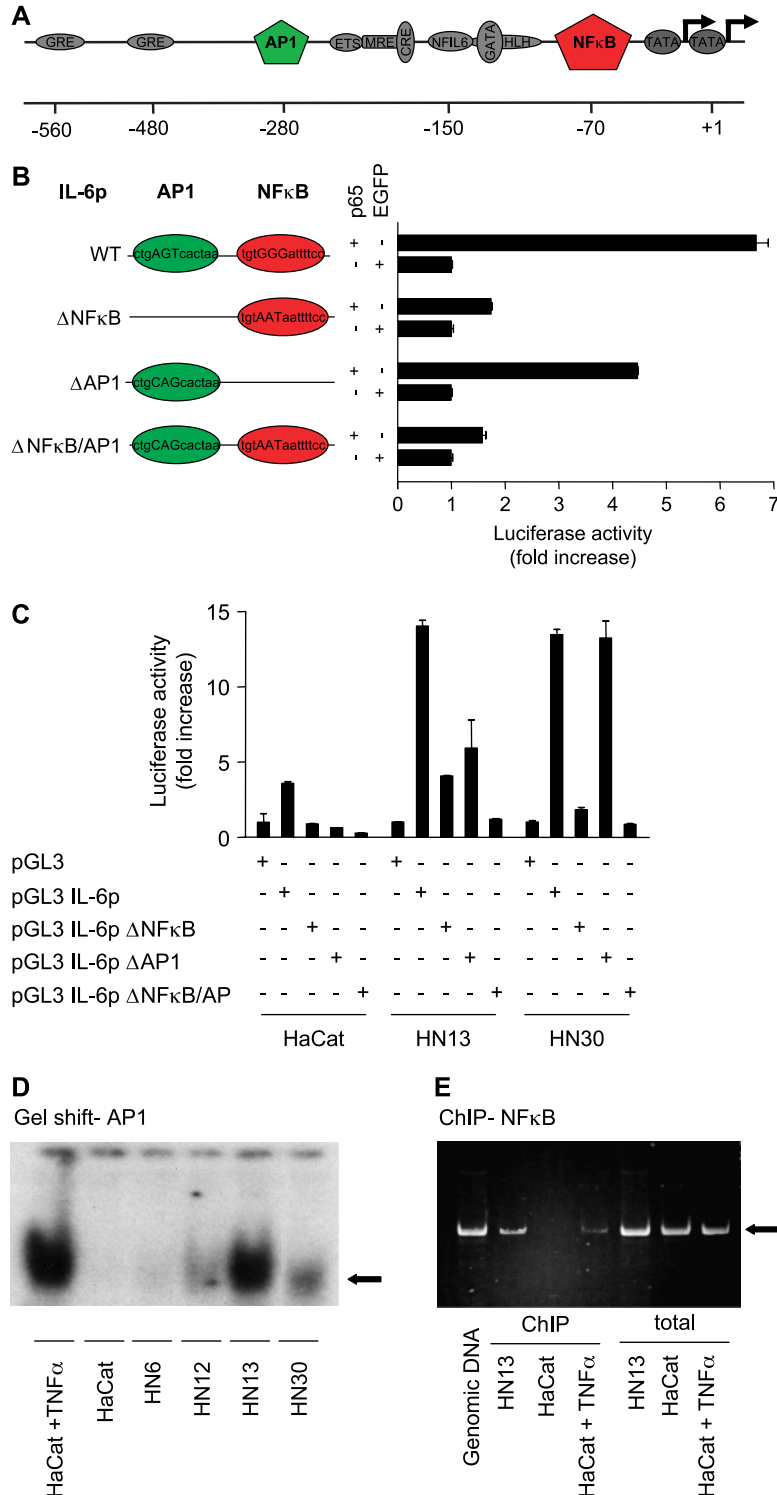 A
GRE GRE AP1 ETS MRE CRE NFIL6 GATA HLH NFκB TATA TATA
-560 -480 -280 -150 -70 +1
B
IL-6p AP1 NFκB p65 EGFP
WT ctgAGTcactaa tgtGGGattttcc + -
- +
ΔNFκB tgtAATaattttcc + -
- +
ΔAP1 ctgCAGcactaa + -
- +
ΔNFκB/AP1 ctgCAGcactaa tgtAATaattttcc + -
- +
0 1 2 3 4 5 6 7
Luciferase activity
(fold increase)
C
Luciferase activity
(fold increase)
15
10
5
0
pGL3 + - - - - + - - - - + - - - -
pGL3 IL-6p - + - - - - + - - - - + - - -
pGL3 IL-6p ΔNFκB - - + - - - - + - - - - + - -
pGL3 IL-6p ΔAP1 - - - + - - - - + - - - - + -
pGL3 IL-6p ΔNFκB/AP - - - - + - - - - + - - - - +
HaCat HN13 HN30
D
Gel shift- AP1
HaCat +TNFα
HaCat
HN6
HN12
HN13
HN30
E
ChIP- NFκB
ChIP total
Genomic DNA
HN13
HaCat
HaCat + TNFα
HN13
HaCat
HaCat + TNFα